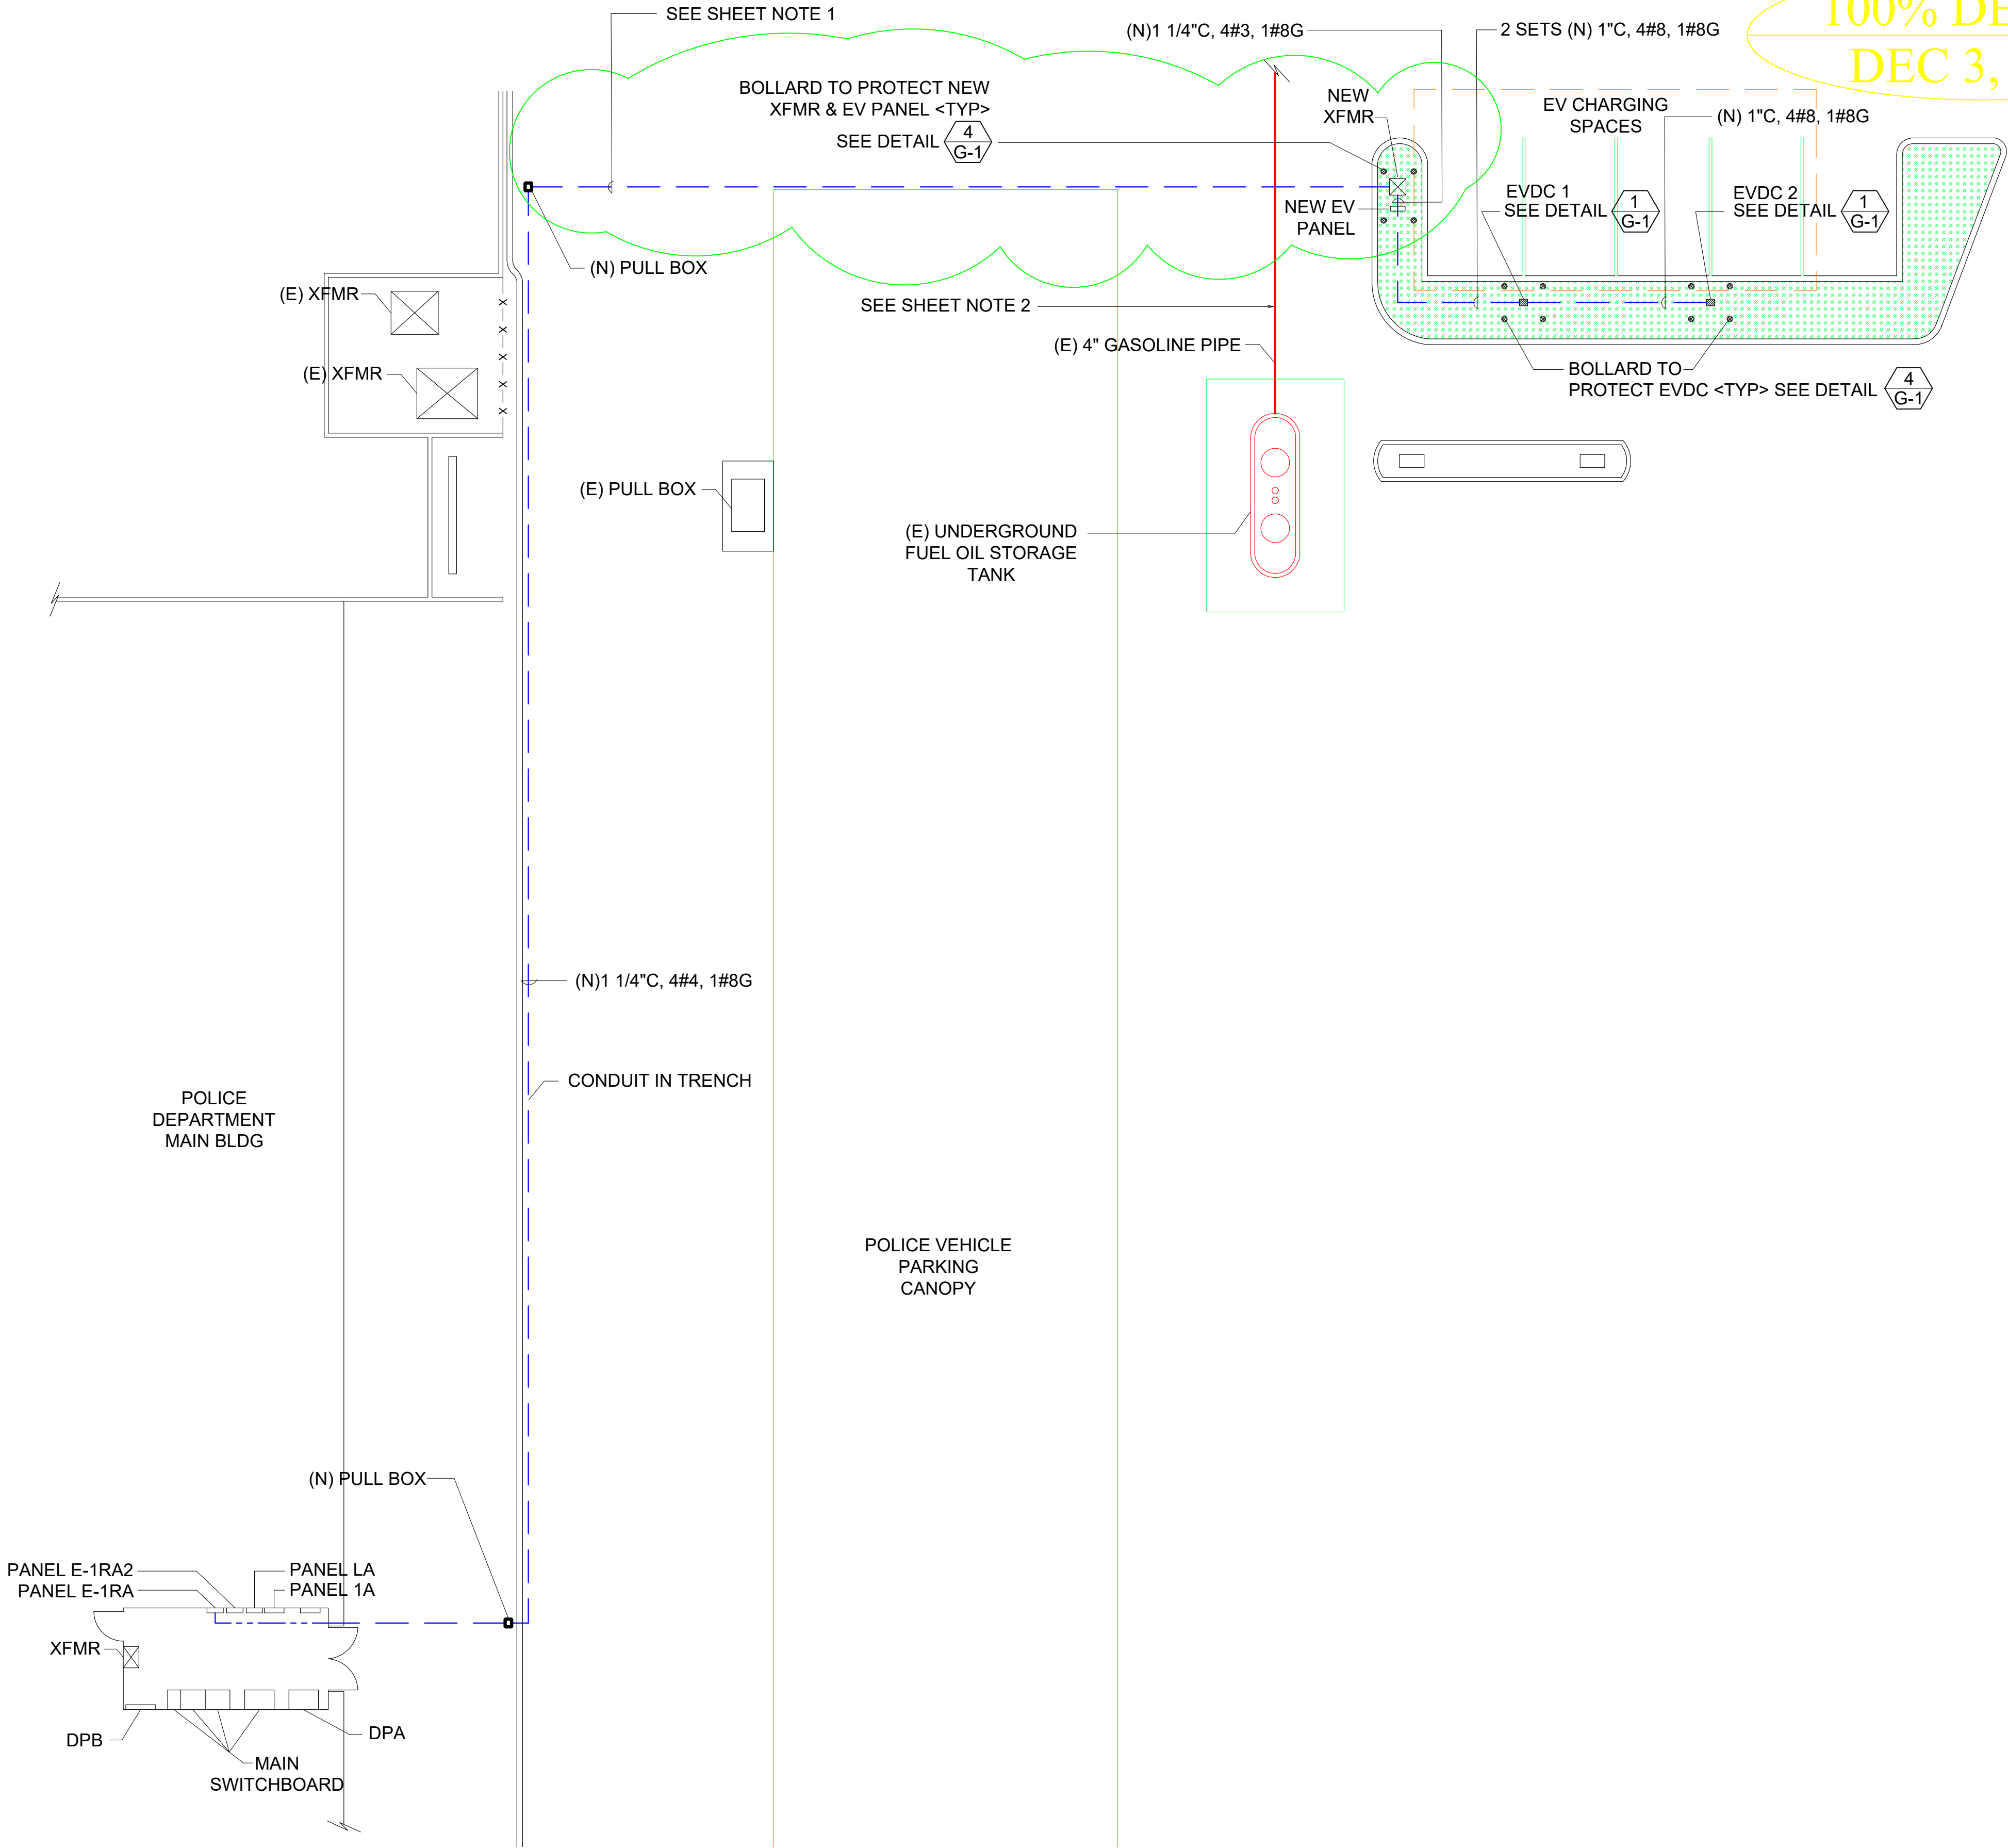 SEE SHEET NOTE 1
(N)1 1/4"C, 4#3, 1#8G
2 SETS (N) 1"C, 4#8, 1#8G
100% DE
DEC 3,
BOLLARD TO PROTECT NEW
XFMR & EV PANEL <TYP>
SEE DETAIL
4
G-1
NEW
XFMR
EV CHARGING
SPACES
(N) 1"C, 4#8, 1#8G
EVDC 1
SEE DETAIL
1
G-1
EVDC 2
SEE DETAIL
1
G-1
NEW EV
PANEL
(N) PULL BOX
(E) XFMR
X
X
X
X
X
SEE SHEET NOTE 2
(E) 4" GASOLINE PIPE
(E) XFMR
BOLLARD TO
PROTECT EVDC <TYP> SEE DETAIL
4
G-1
(E) PULL BOX
(E) UNDERGROUND
FUEL OIL STORAGE
TANK
(N)1 1/4"C, 4#4, 1#8G
CONDUIT IN TRENCH
POLICE
DEPARTMENT
MAIN BLDG
POLICE VEHICLE
PARKING
CANOPY
(N) PULL BOX
PANEL E-1RA2
PANEL E-1RA
PANEL LA
PANEL 1A
XFMR
DPB
DPA
MAIN
SWITCHBOARD